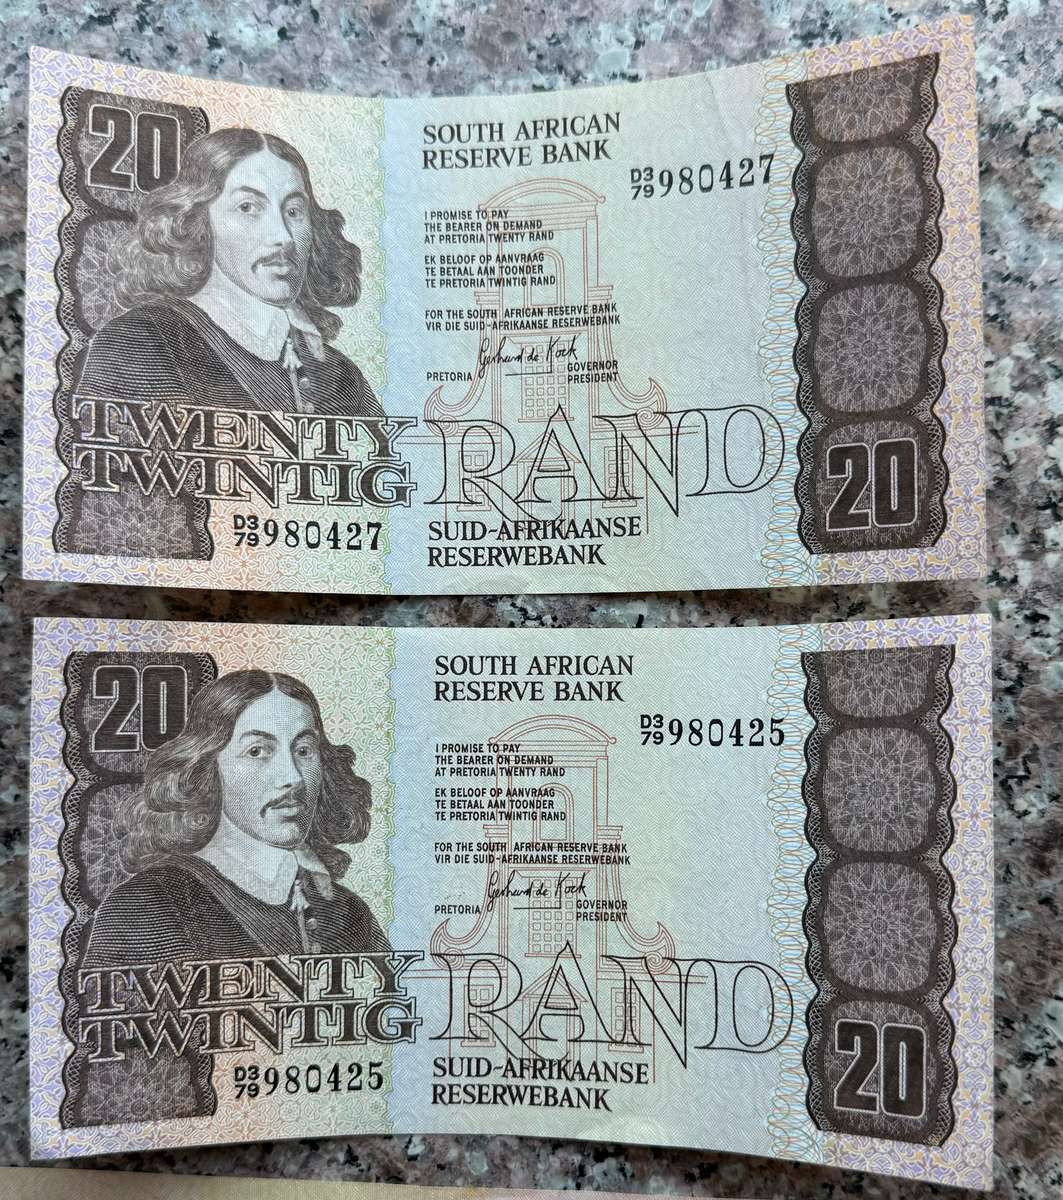 20
SOUTH AFRICAN
RESERVE BANK
D3
79 980427
I PROMISE TO PAY
THE BEARER ON DEMAND
AT PRETORIA TWENTY RAND
EK BELOOF OP AANVRAAG
TE BETAAL AAN TOONDER
TE PRETORIA TWINTIG RAND
FOR THE SOUTH AFRICAN RESERVE BANK
VIR DIE SUID-AFRIKAANSE RESERWEBANK
Gerhard de Kock
PRETORIA
GOVERNOR
PRESIDENT
TWENTY
TWINTIG
RAND
20
D3
79 980427
SUID-AFRIKAANSE
RESERWEBANK
20
SOUTH AFRICAN
RESERVE BANK
D3
79 980425
I PROMISE TO PAY
THE BEARER ON DEMAND
AT PRETORIA TWENTY RAND
EK BELOOF OP AANVRAAG
TE BETAAL AAN TOONDER
TE PRETORIA TWINTIG RAND
FOR THE SOUTH AFRICAN RESERVE BANK
VIR DIE SUID-AFRIKAANSE RESERWEBANK
Gerhard de Kock
PRETORIA
GOVERNOR
PRESIDENT
TWENTY
TWINTIG
RAND
20
D3
79 980425
SUID-AFRIKAANSE
RESERWEBANK